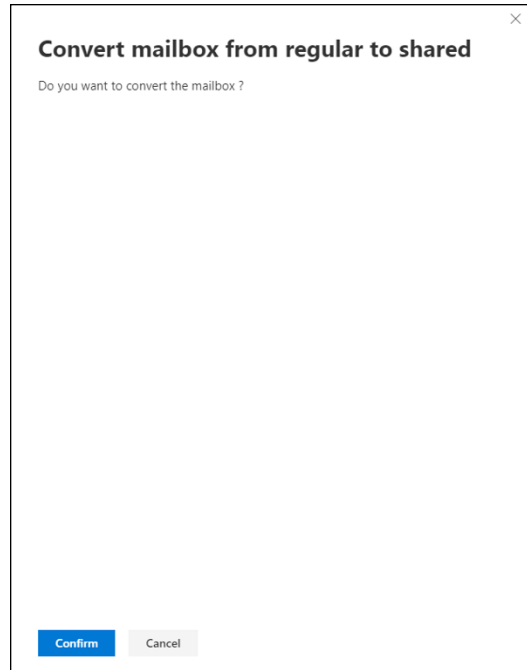 Convert mailbox from regular to shared
Do you want to convert the mailbox ?
Confirm
Cancel